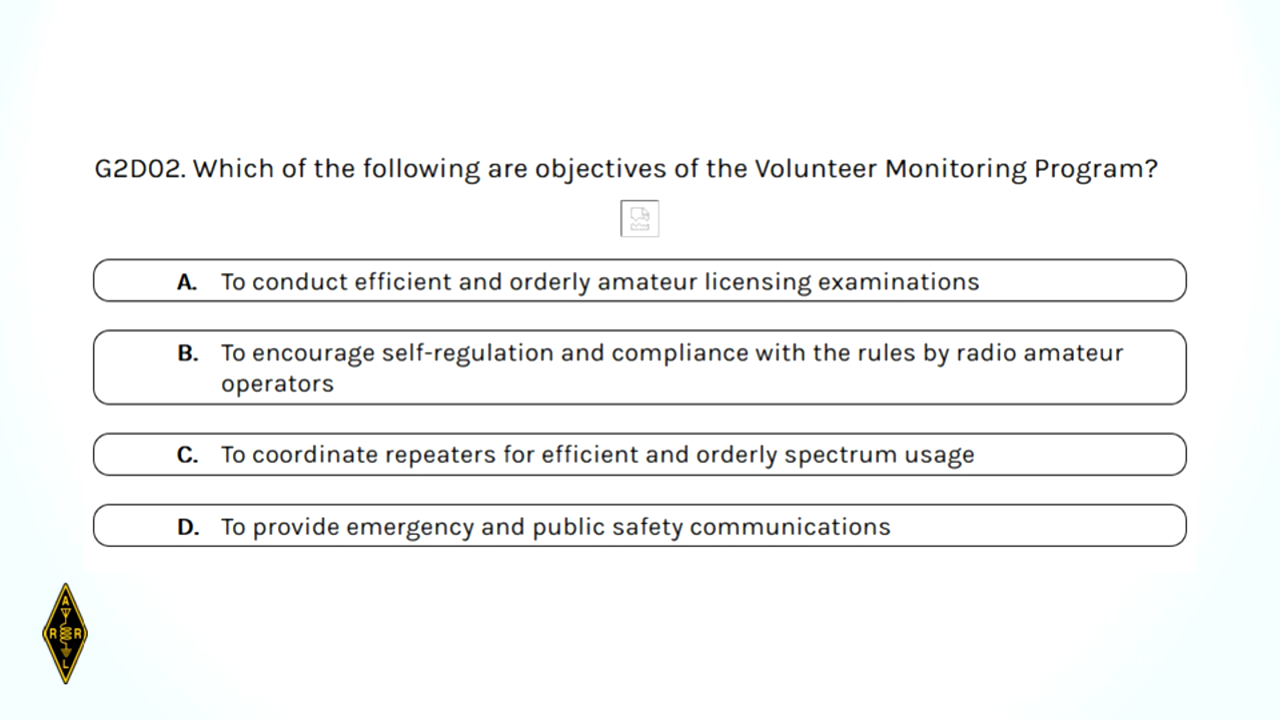 G2D02. Which of the following are objectives of the Volunteer Monitoring Program?
A. To conduct efficient and orderly amateur licensing examinations
B. To encourage self-regulation and compliance with the rules by radio amateur
operators
C. To coordinate repeaters for efficient and orderly spectrum usage
D. To provide emergency and public safety communications
A
R R
L